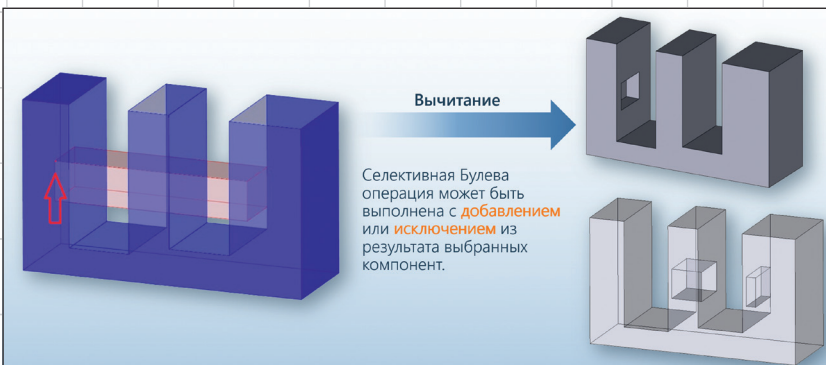 Вычитание
Селективная Булева
операция может быть
выполнена с добавлением
или исключением из
результата выбранных
компонент.